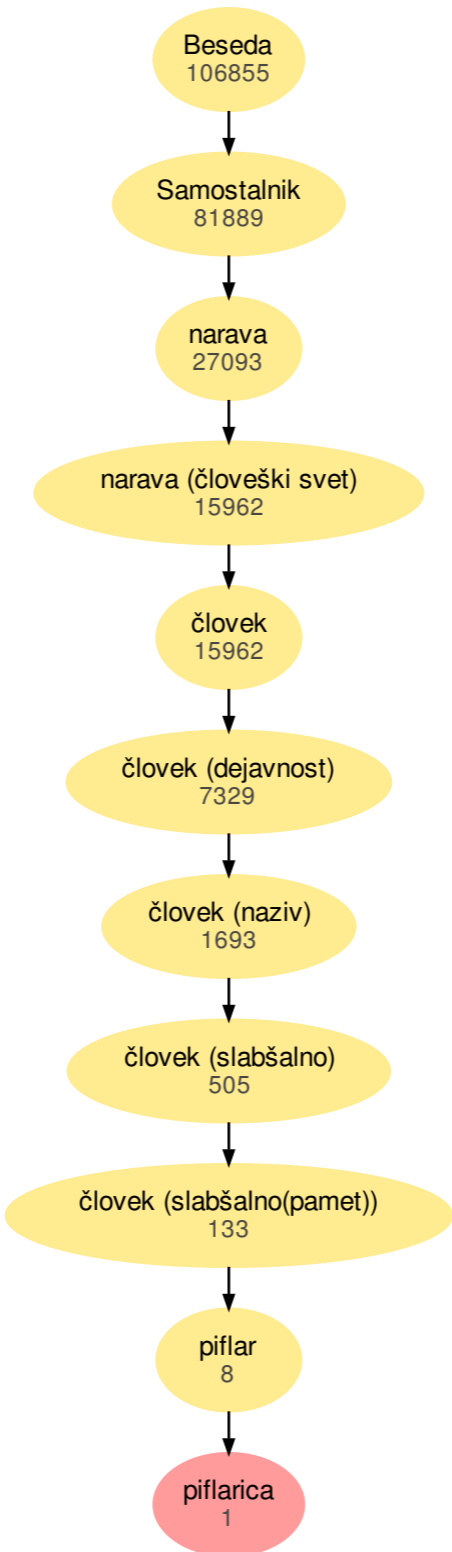 Beseda
106855
Samostalnik
81889
narava
27093
narava (človeški svet)
15962
človek
15962
človek (dejavnost)
7329
človek (naziv)
1693
človek (slabšalno)
505
človek (slabšalno(pamet))
133
piflar
8
piflarica
1